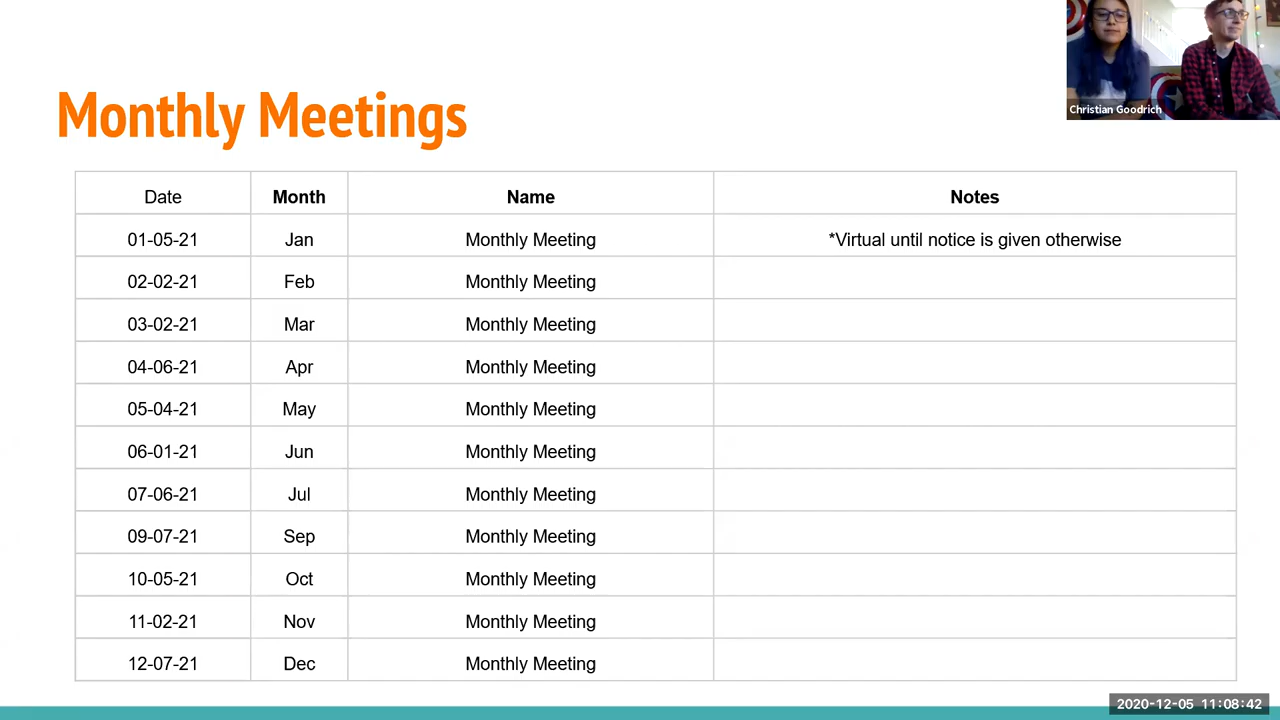 Christian Goodrich
Monthly Meetings
Date Month Name Notes
01-05-21 Jan Monthly Meeting *Virtual until notice is given otherwise
02-02-21 Feb Monthly Meeting
03-02-21 Mar Monthly Meeting
04-06-21 Apr Monthly Meeting
05-04-21 May Monthly Meeting
06-01-21 Jun Monthly Meeting
07-06-21 Jul Monthly Meeting
09-07-21 Sep Monthly Meeting
10-05-21 Oct Monthly Meeting
11-02-21 Nov Monthly Meeting
12-07-21 Dec Monthly Meeting
2020-12-05 11:08:42